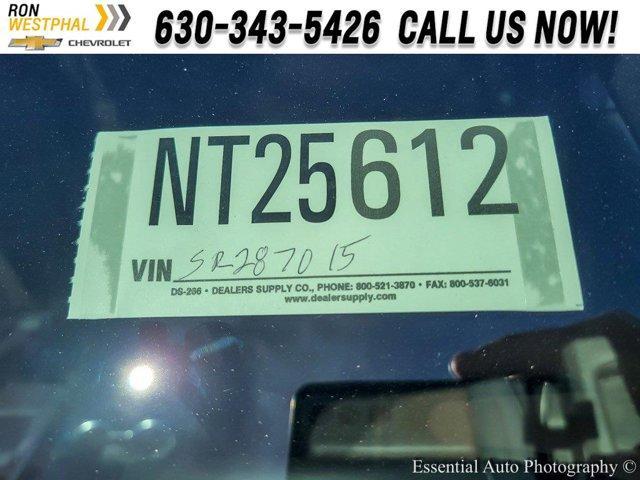 RON
WESTPHAL
CHEVROLET
630-343-5426 CALL US NOW!
NT25612
VIN SR287015
DS-266 • DEALERS SUPPLY CO., PHONE: 800-521-3870 • FAX: 800-537-6031
www.dealersupply.com
Essential Auto Photography ©